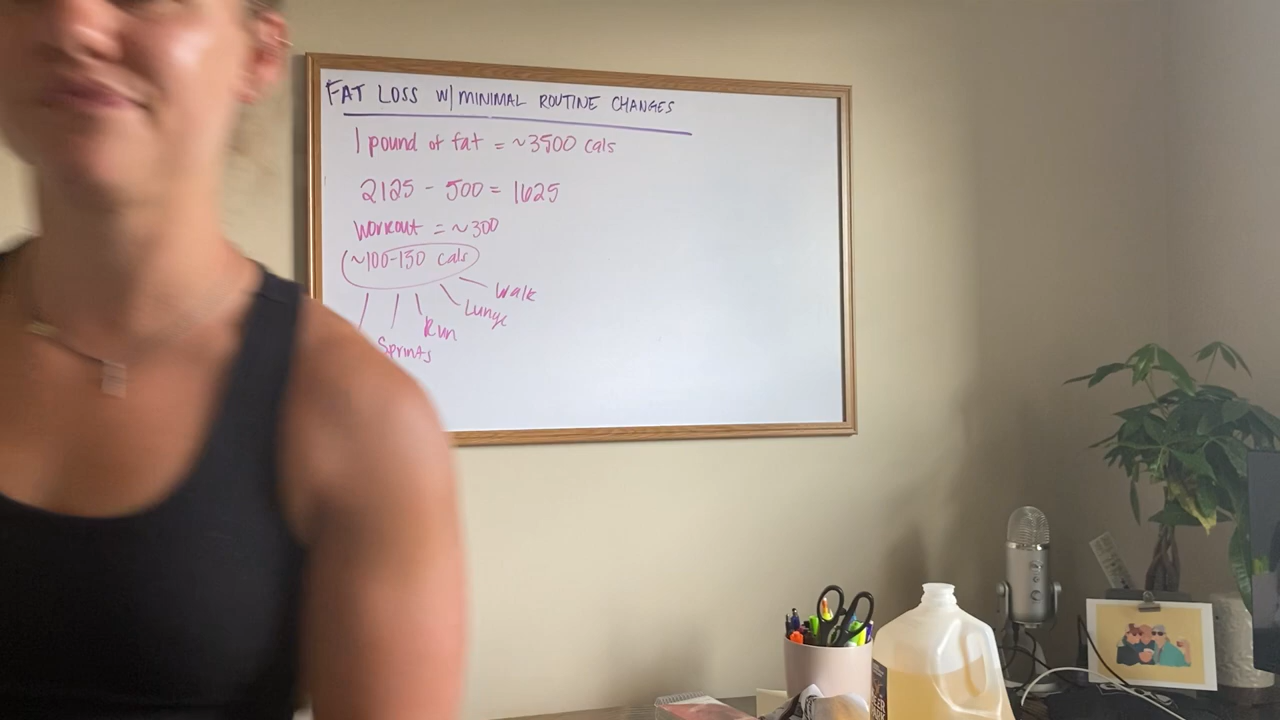 FAT LOSS W/ MINIMAL ROUTINE CHANGES
1 pound of fat = ~3500 cals
2125 - 500 = 1625
Workout = ~300
~100-130 cals
Walk
Lunge
Run
Sprints